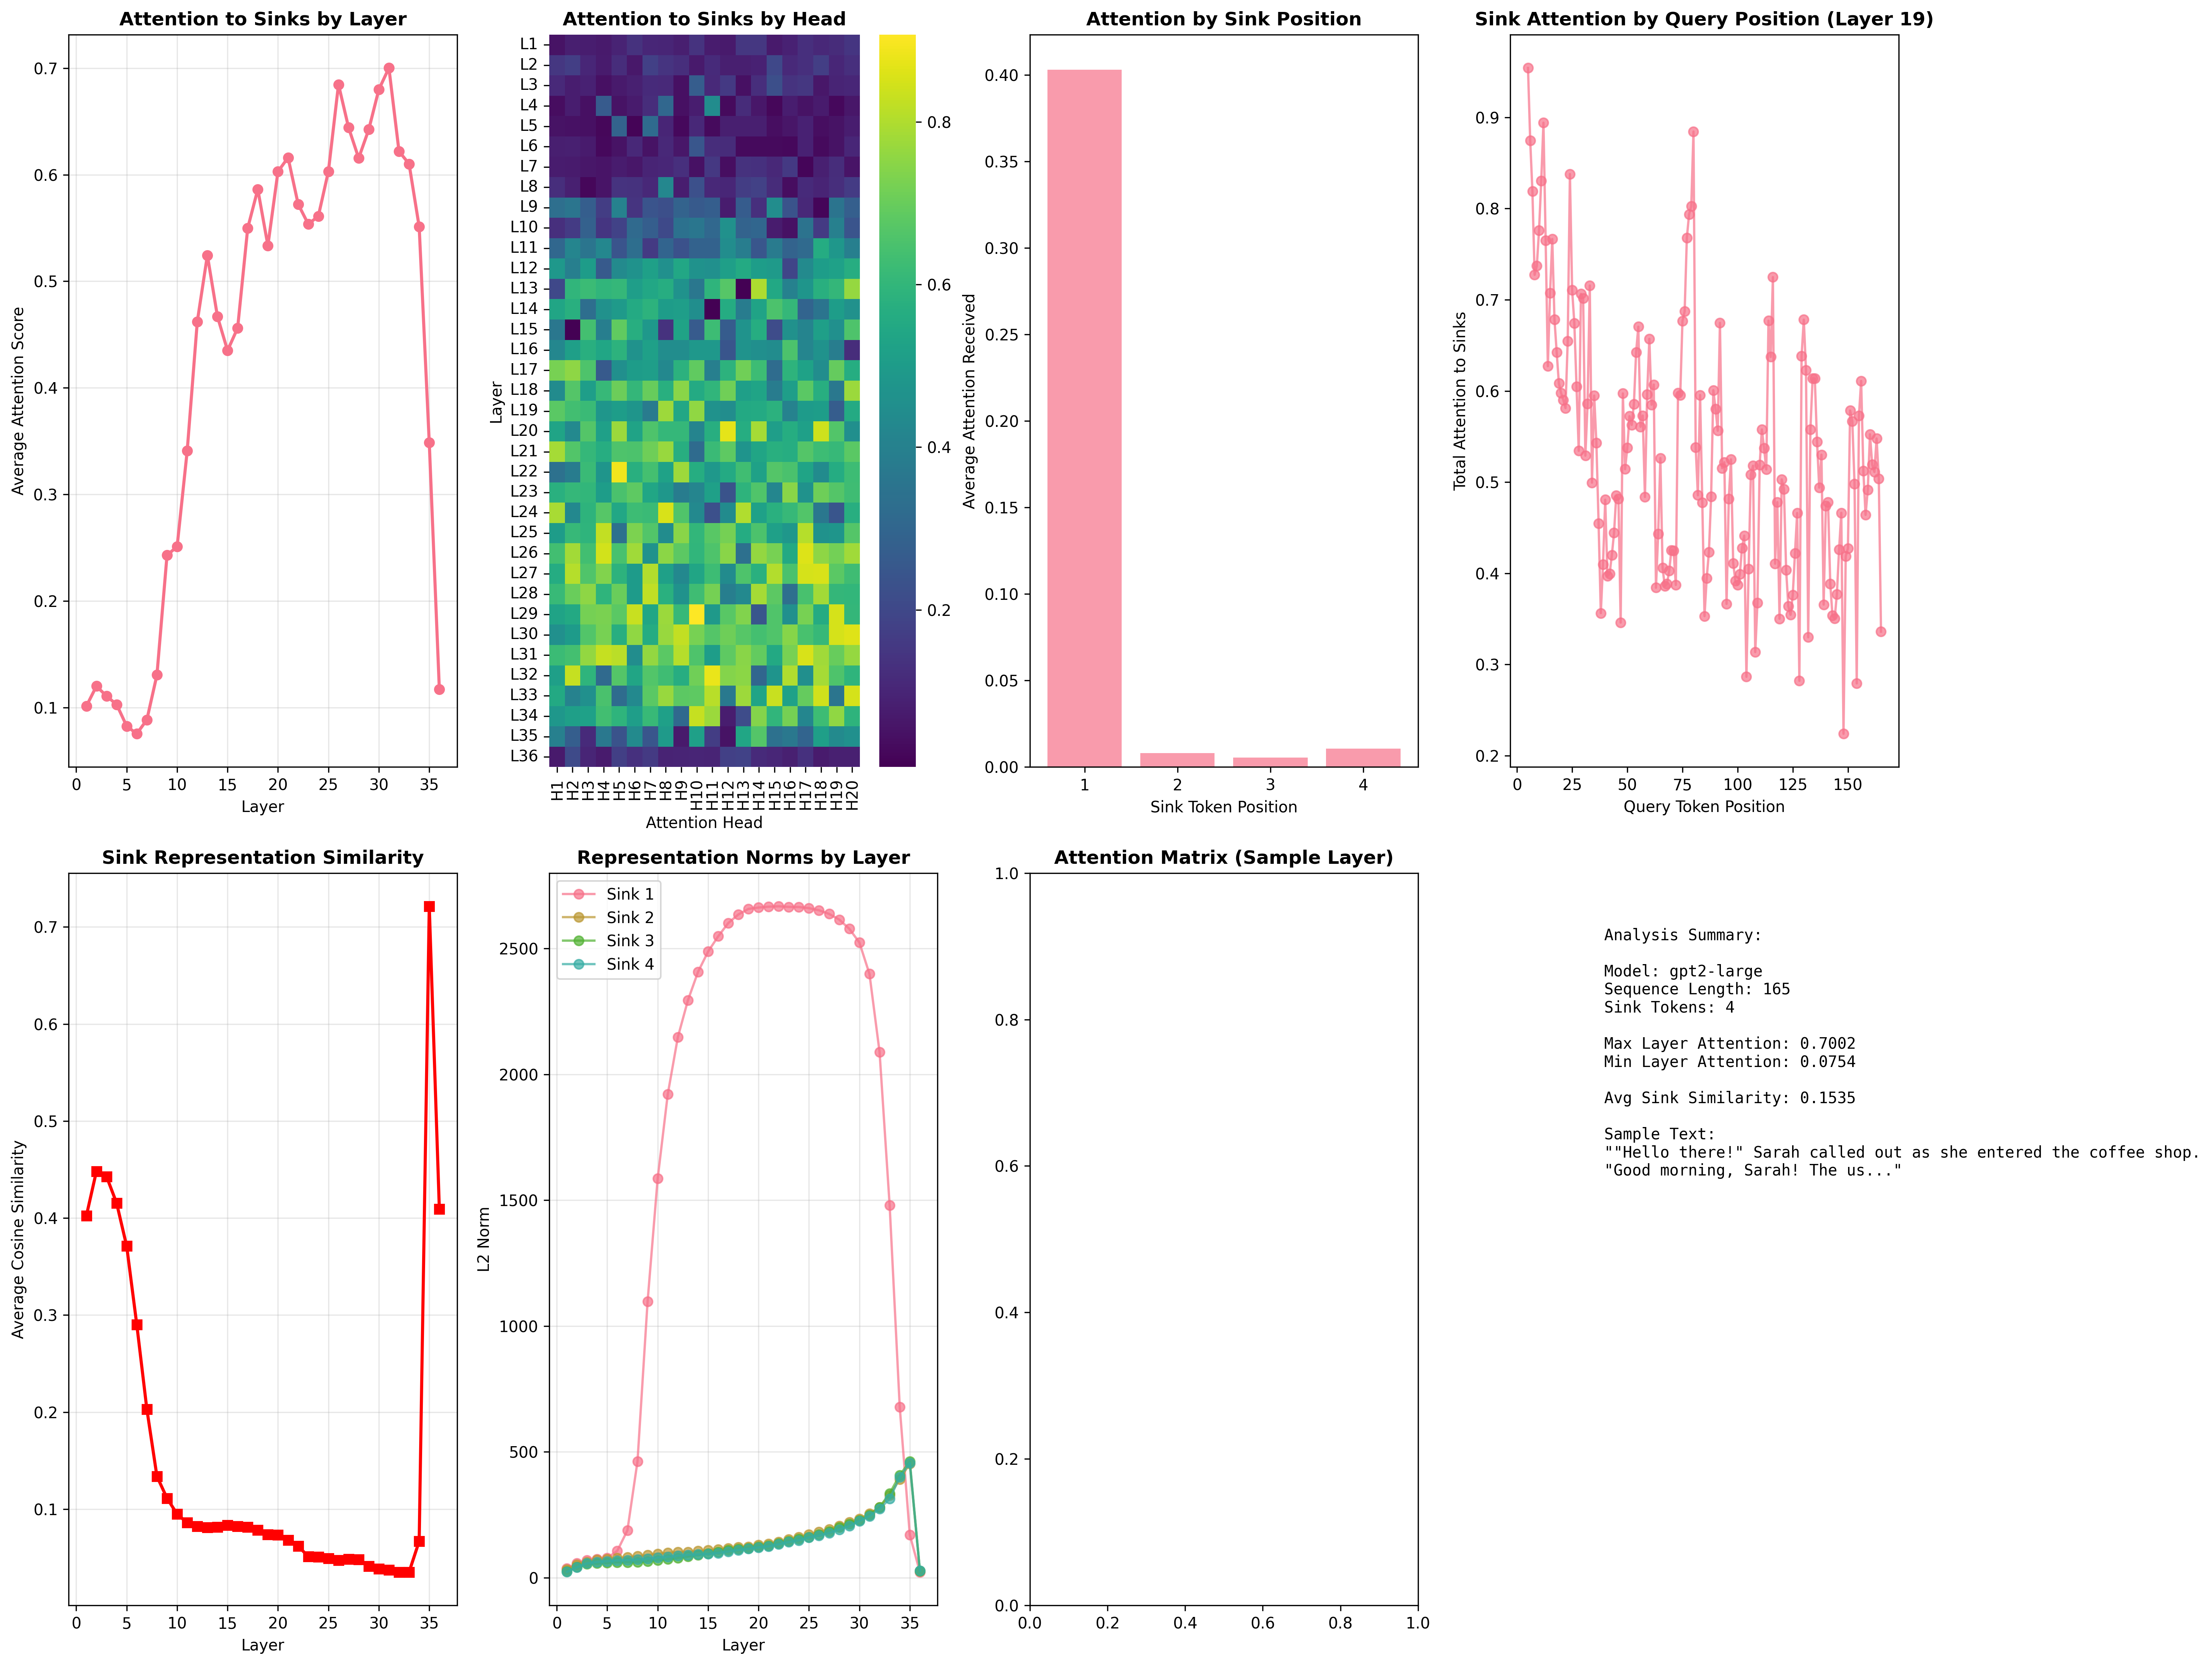 Attention to Sinks by Layer
0.7
0.6
0.5
0.4
0.3
0.2
0.1
Average Attention Score
0 5 10 15 20 25 30 35
Layer
Attention to Sinks by Head
L1
L2
L3
L4
L5
L6
L7
L8
L9
L10
L11
L12
L13
L14
L15
L16
L17
L18
L19
L20
L21
L22
L23
L24
L25
L26
L27
L28
L29
L30
L31
L32
L33
L34
L35
L36
Layer
H1 H2 H3 H4 H5 H6 H7 H8 H9 H10 H11 H12 H13 H14 H15 H16 H17 H18 H19 H20
Attention Head
0.8
0.6
0.4
0.2
Attention by Sink Position
0.40
0.35
0.30
0.25
0.20
0.15
0.10
0.05
0.00
Average Attention Received
1 2 3 4
Sink Token Position
Sink Attention by Query Position (Layer 19)
0.9
0.8
0.7
0.6
0.5
0.4
0.3
0.2
Total Attention to Sinks
0 25 50 75 100 125 150
Query Token Position
Sink Representation Similarity
0.7
0.6
0.5
0.4
0.3
0.2
0.1
Average Cosine Similarity
0 5 10 15 20 25 30 35
Layer
Representation Norms by Layer
Sink 1
Sink 2
Sink 3
Sink 4
2500
2000
1500
1000
500
0
L2 Norm
0 5 10 15 20 25 30 35
Layer
Attention Matrix (Sample Layer)
1.0
0.8
0.6
0.4
0.2
0.0
0.0 0.2 0.4 0.6 0.8 1.0
Analysis Summary:
Model: gpt2-large
Sequence Length: 165
Sink Tokens: 4
Max Layer Attention: 0.7002
Min Layer Attention: 0.0754
Avg Sink Similarity: 0.1535
Sample Text:
""Hello there!" Sarah called out as she entered the coffee shop.
"Good morning, Sarah! The us..."